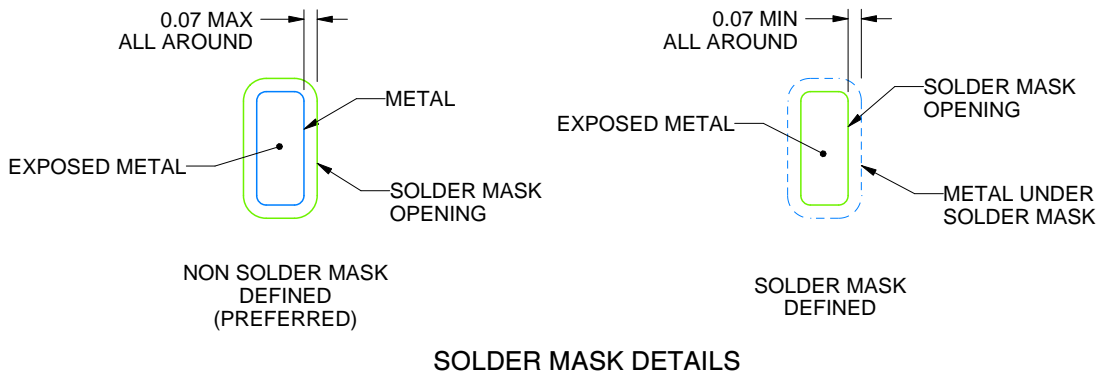 0.07 MAX
ALL AROUND
METAL
EXPOSED METAL
SOLDER MASK
OPENING
NON SOLDER MASK
DEFINED
(PREFERRED)
0.07 MIN
ALL AROUND
SOLDER MASK
OPENING
EXPOSED METAL
METAL UNDER
SOLDER MASK
SOLDER MASK
DEFINED
SOLDER MASK DETAILS